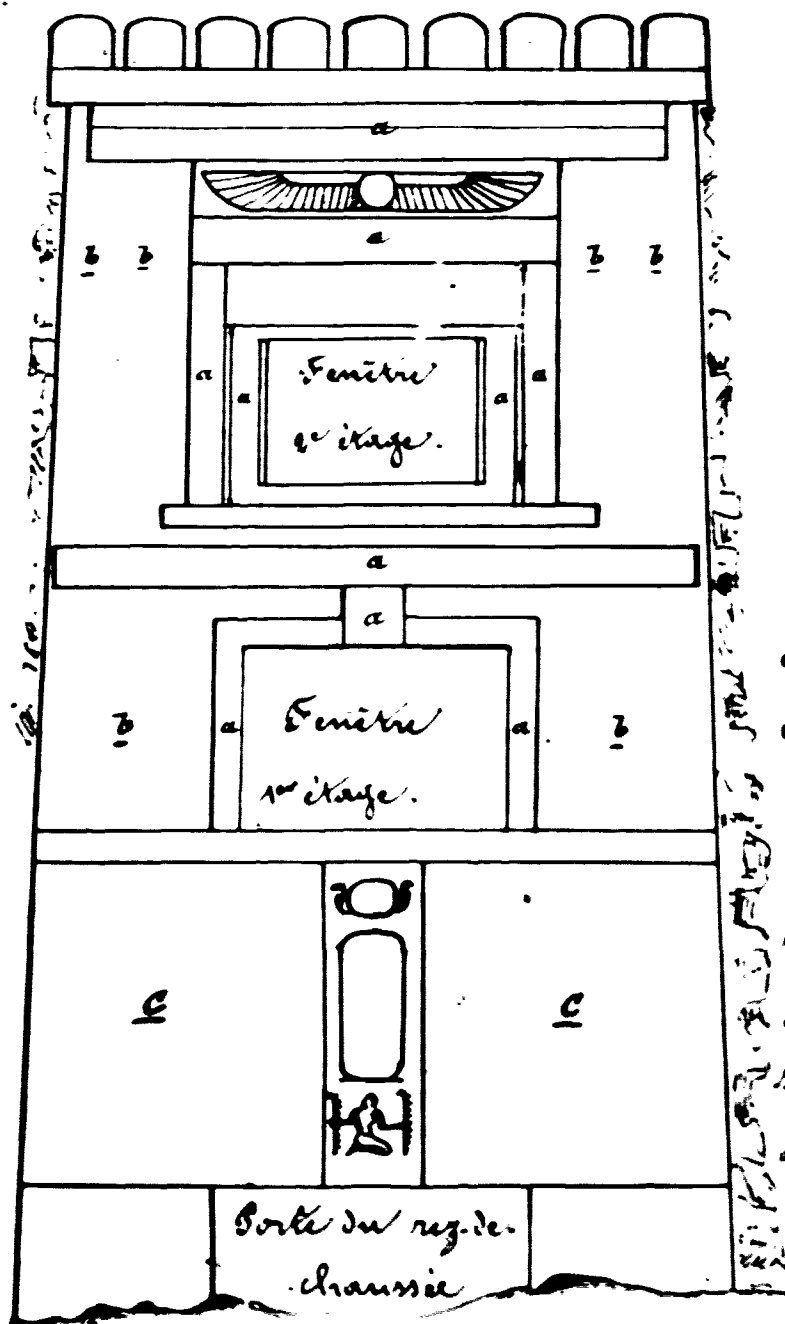 a
b b a b b
a a a a
Fenêtre
2e étage.
a
a
b a Fenêtre a b
1er étage.
C C
Porte du rez-de-
chaussée